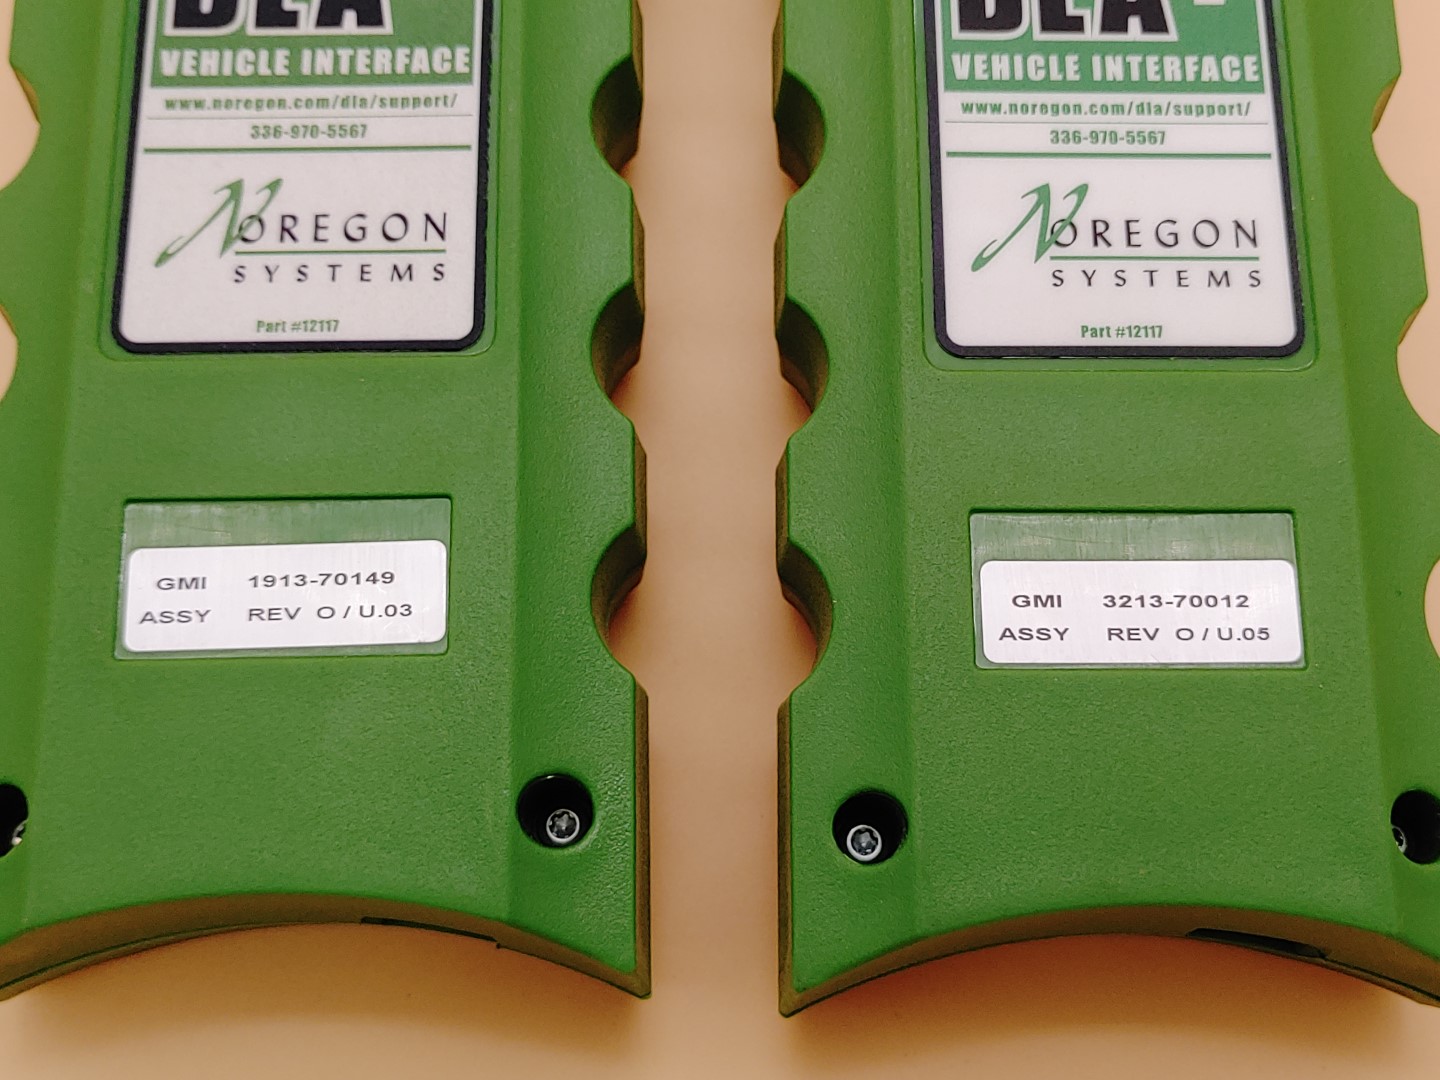 DLA
VEHICLE INTERFACE
www.noregon.com/dla/support/
336-970-5567
NOREGON
SYSTEMS
Part #12117
GMI 1913-70149
ASSY REV O / U.03
DLA
VEHICLE INTERFACE
www.noregon.com/dla/support/
336-970-5567
NOREGON
SYSTEMS
Part #12117
GMI 3213-70012
ASSY REV O / U.05